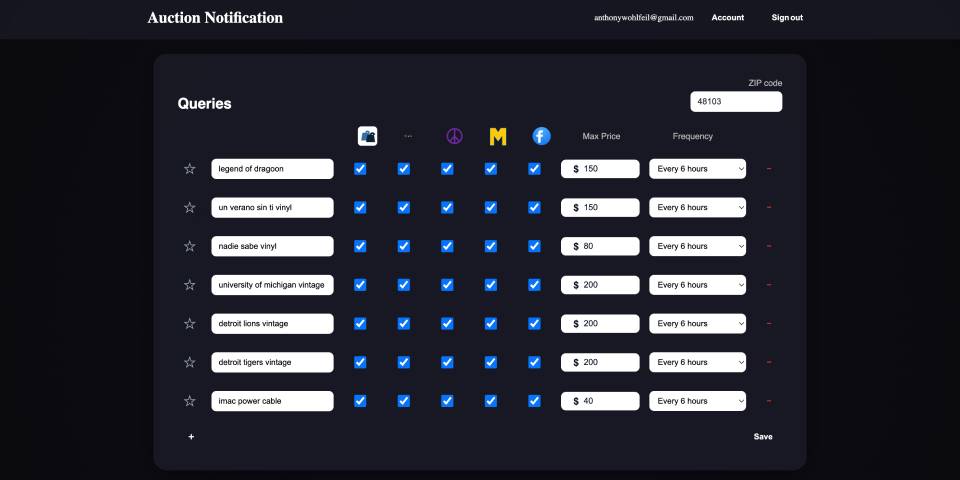 Auction Notification
anthonywohlfeil@gmail.com Account Sign out
ZIP code
Queries
48103
M f Max Price Frequency
legend of dragoon $ 150 Every 6 hours
un verano sin ti vinyl $ 150 Every 6 hours
nadie sabe vinyl $ 80 Every 6 hours
university of michigan vintage $ 200 Every 6 hours
detroit lions vintage $ 200 Every 6 hours
detroit tigers vintage $ 200 Every 6 hours
imac power cable $ 40 Every 6 hours
+ Save